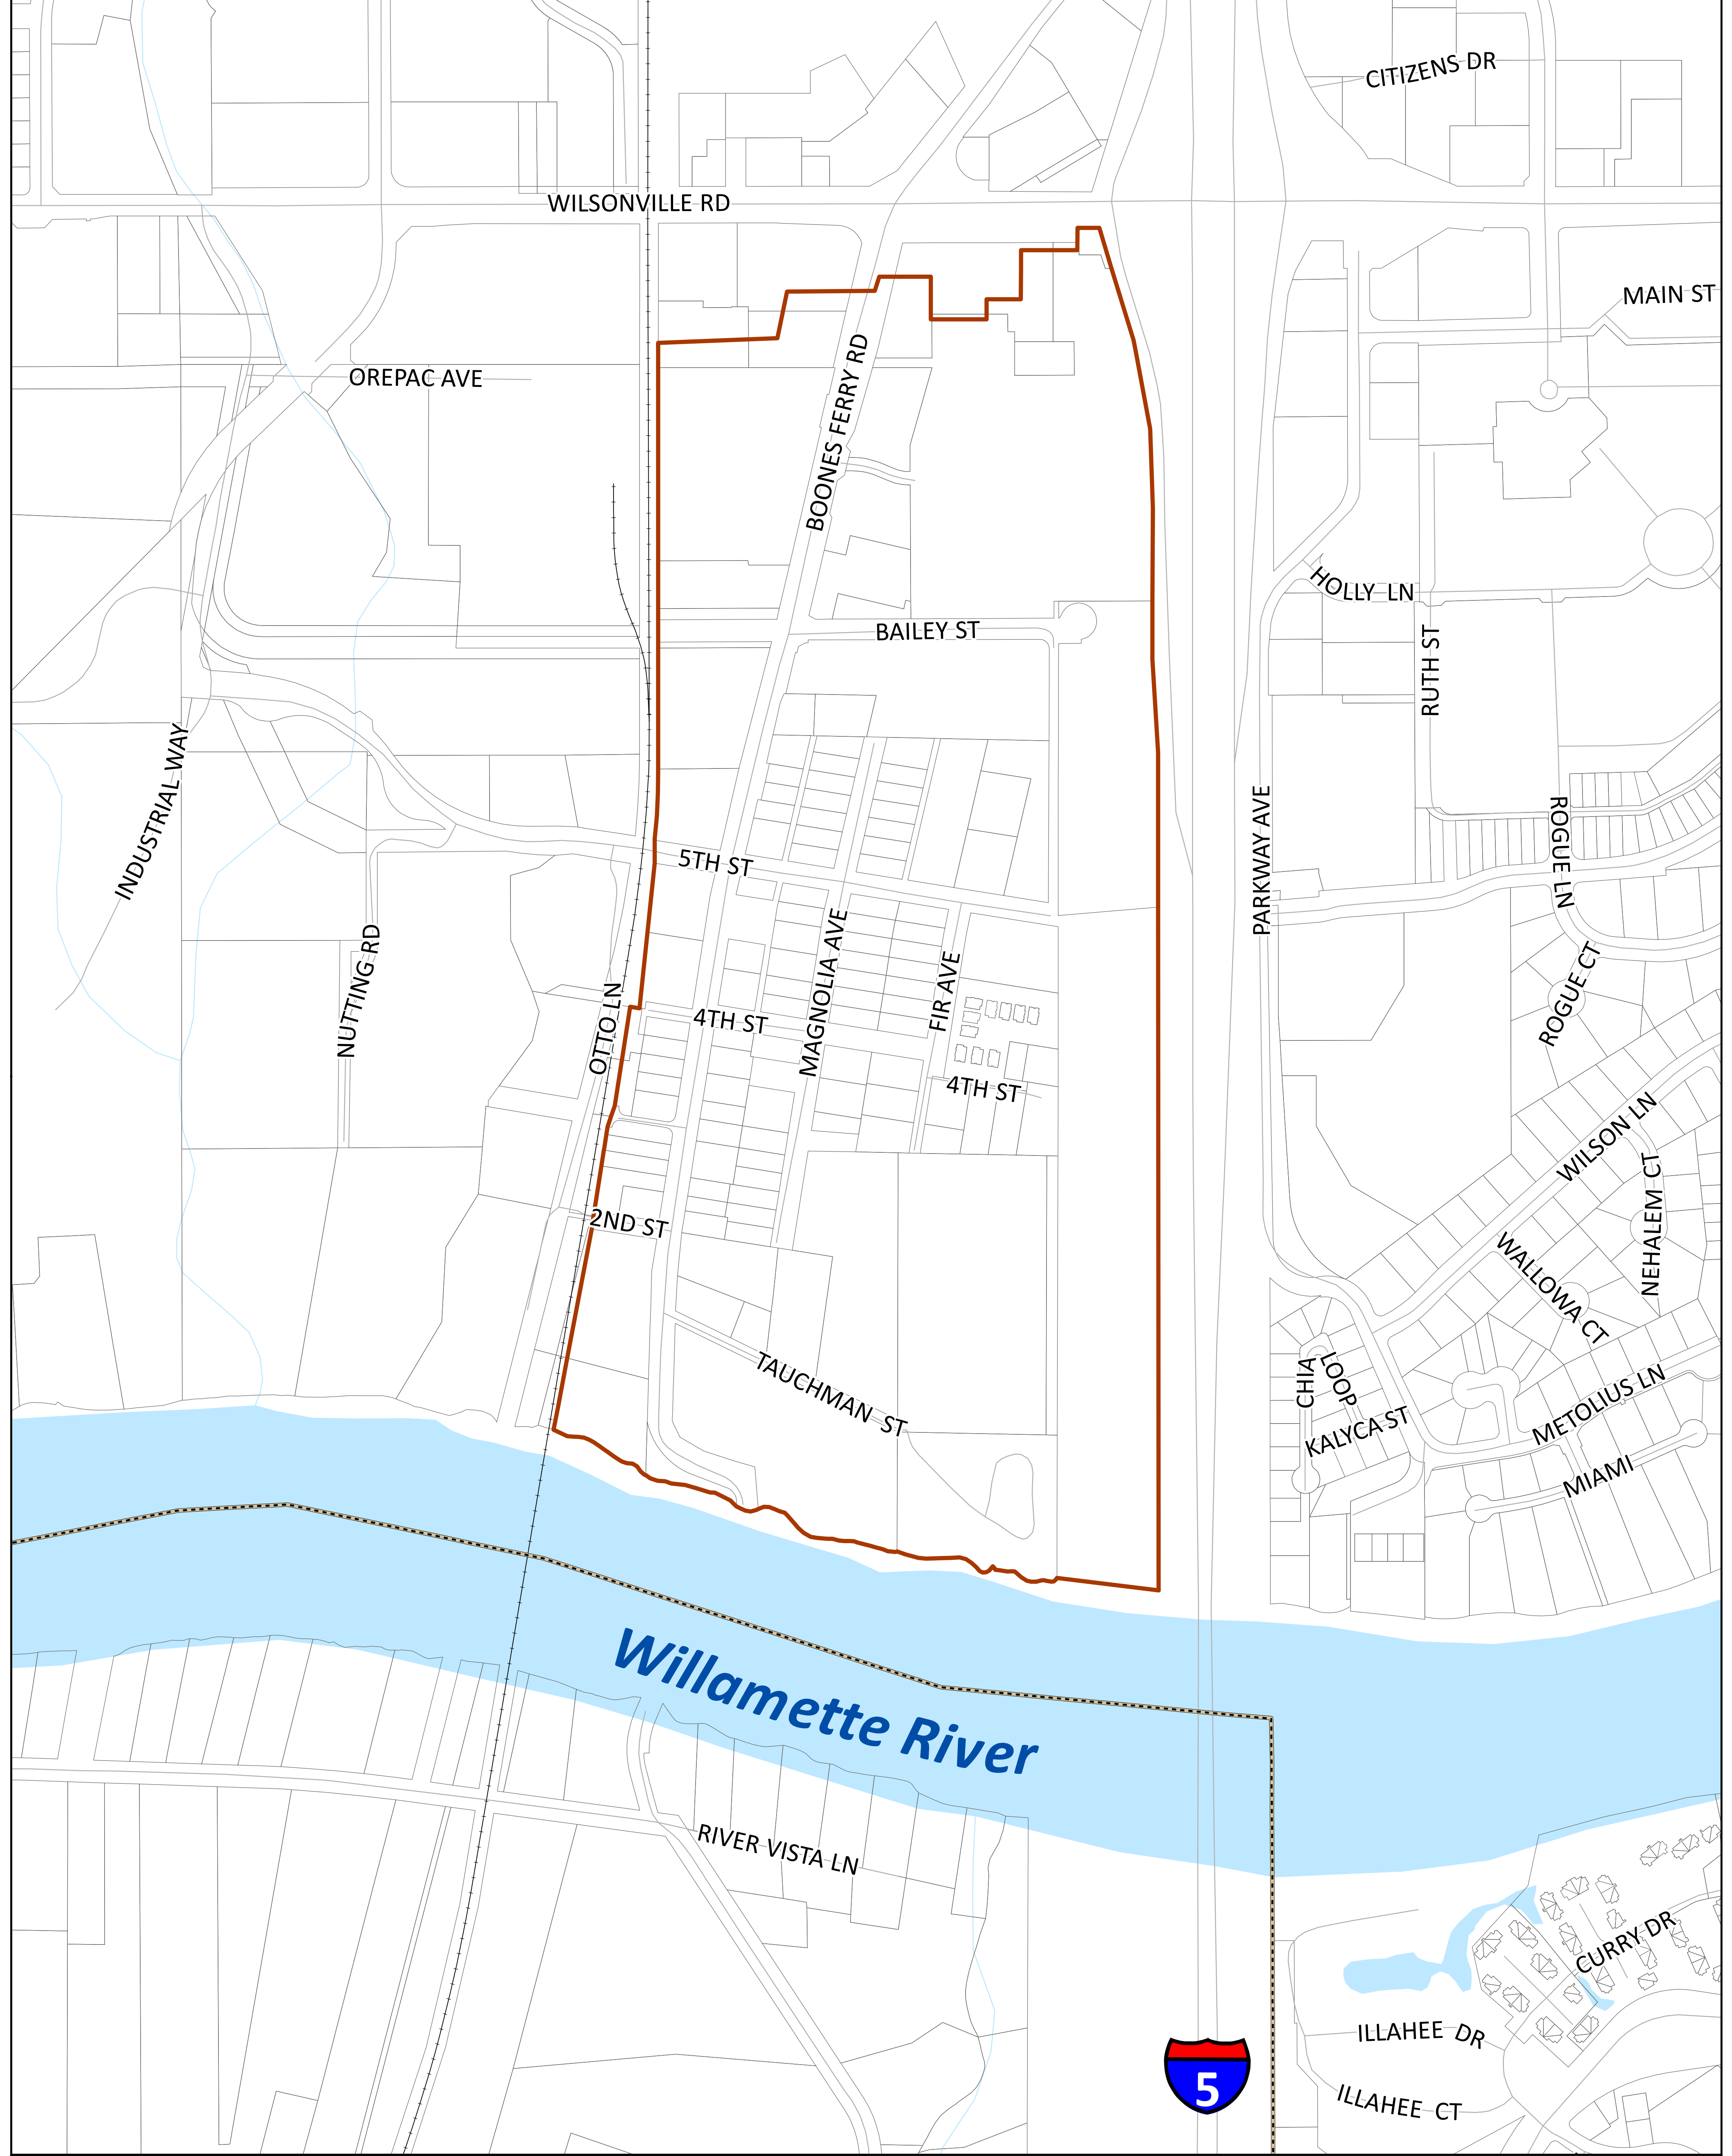 CITIZENS DR
WILSONVILLE RD
MAIN ST
OREPAC AVE
BOONES FERRY RD
HOLLY LN
BAILEY ST
RUTH ST
INDUSTRIAL WAY
PARKWAY AVE
ROGUE LN
5TH ST
NUTTING RD
MAGNOLIA AVE
FIR AVE
ROGUE CT
OTTO LN
4TH ST
4TH ST
WILSON LN
NEHALEM CT
2ND ST
WALLOWA CT
TAUCHMAN ST
CHIA LOOP
METOLIUS LN
KALYCA ST
MIAMI
Willamette River
RIVER VISTA LN
CURRY DR
ILLAHEE DR
5
ILLAHEE CT